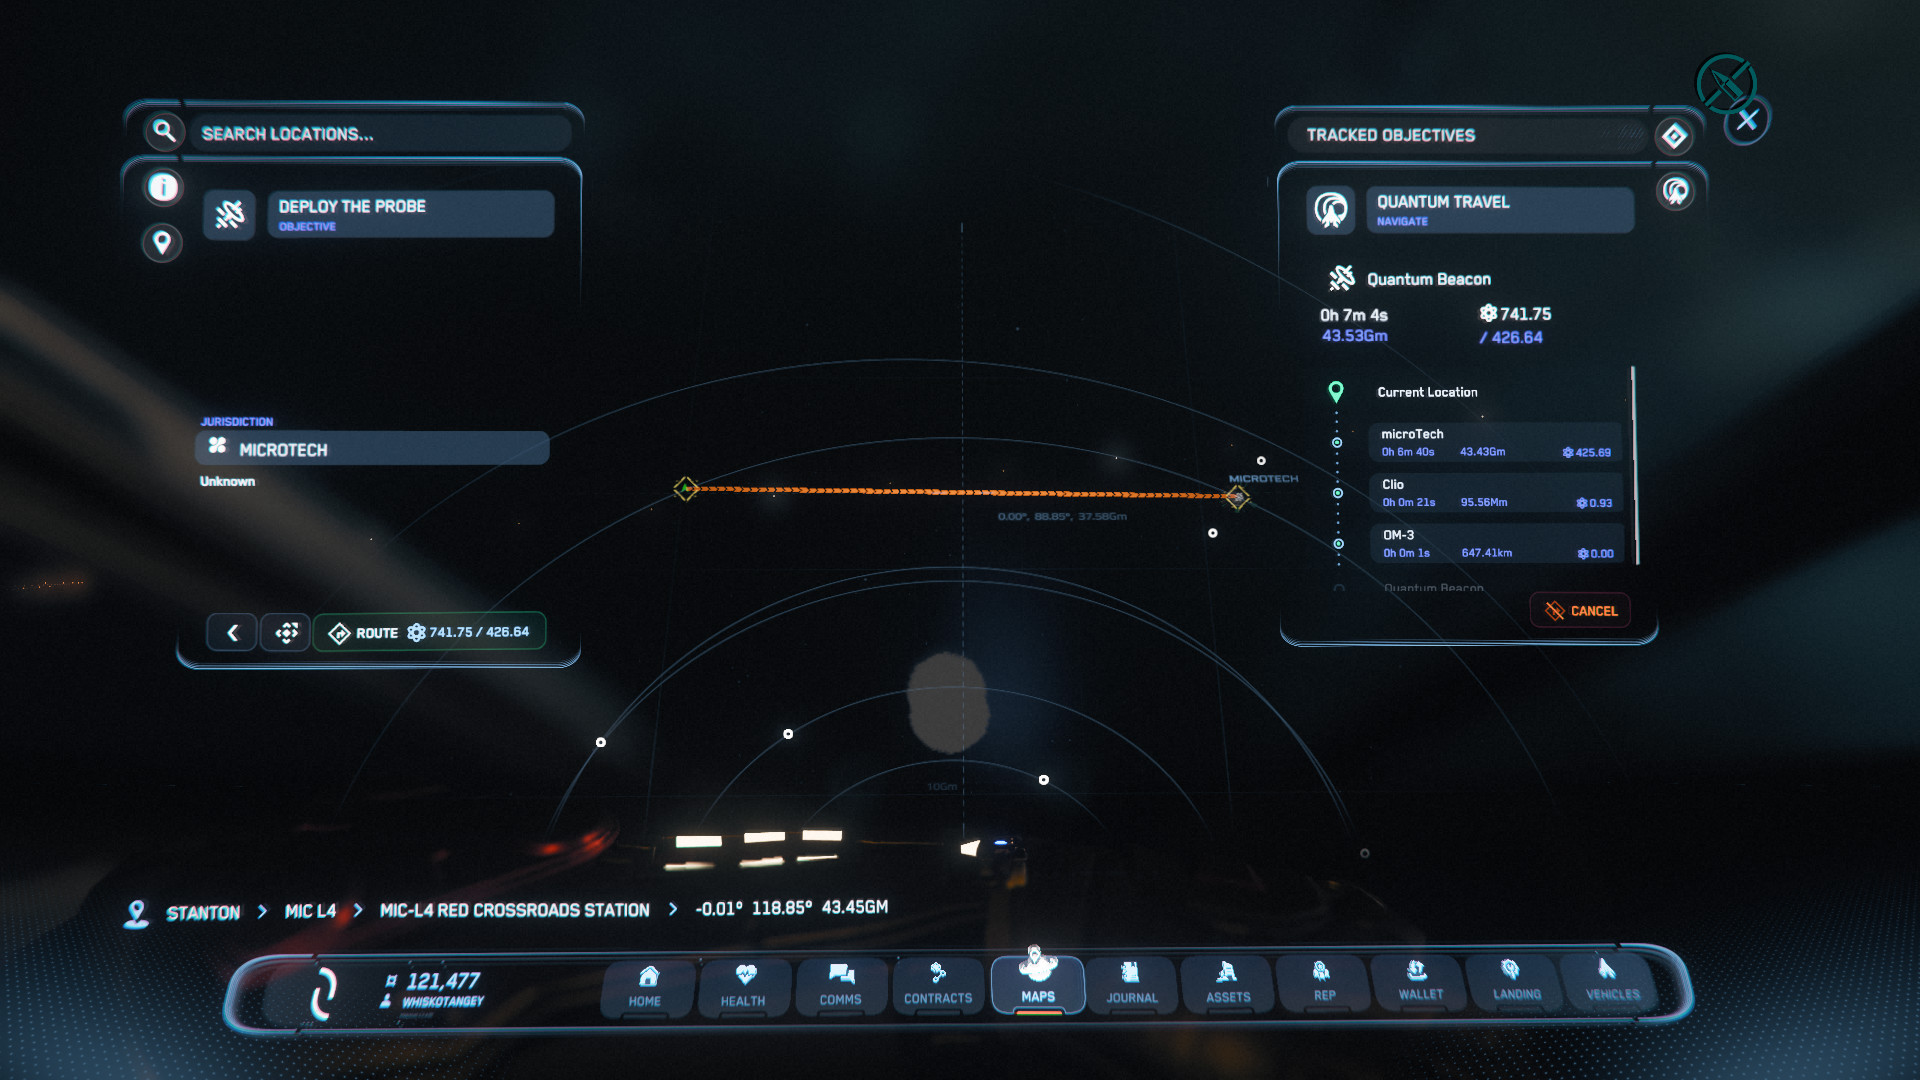 SEARCH LOCATIONS...
DEPLOY THE PROBE
OBJECTIVE
JURISDICTION
MICROTECH
Unknown
ROUTE 741.75 / 426.64
MICROTECH
0.00°, 88.85°, 37.58Gm
10Gm
TRACKED OBJECTIVES
QUANTUM TRAVEL
NAVIGATE
Quantum Beacon
0h 7m 4s 741.75
43.53Gm / 426.64
Current Location
microTech
0h 6m 40s 43.43Gm 425.69
Clio
0h 0m 21s 95.56Mm 0.93
OM-3
0h 0m 1s 647.41km 0.00
Quantum Beacon
CANCEL
STANTON > MIC L4 > MIC-L4 RED CROSSROADS STATION > -0.01° 118.85° 43.45GM
121,477
WHISKOTANGEY
HOME
HEALTH
COMMS
CONTRACTS
MAPS
JOURNAL
ASSETS
REP
WALLET
LANDING
VEHICLES